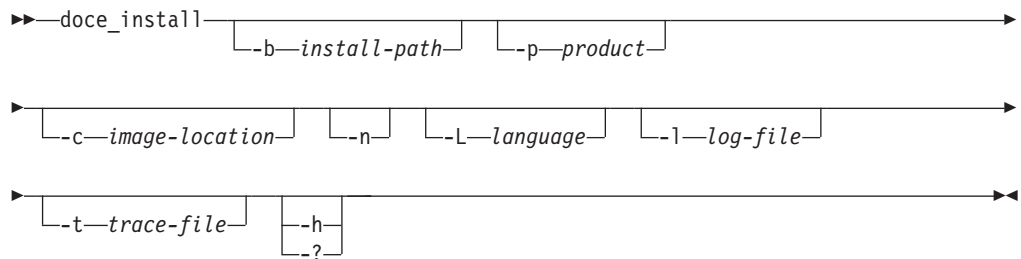 doce_install
-b install-path -p product
-c image-location -n -L language -l log-file
-t trace-file -h
-?